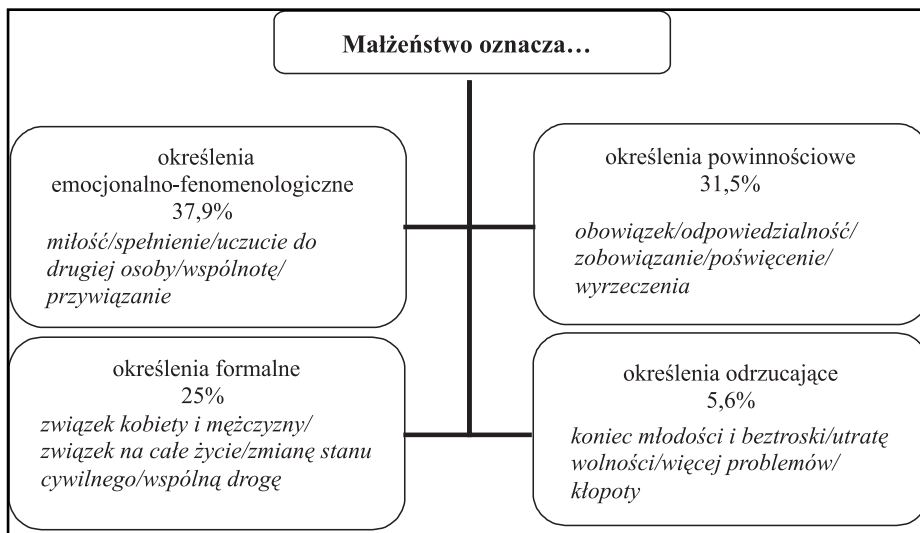 Małżeństwo oznacza…
określenia
emocjonalno-fenomenologiczne
37,9%
miłość/spełnienie/uczucie do
drugiej osoby/wspólnotę/
przywiązanie
określenia powinnościowe
31,5%
obowiązek/odpowiedzialność/
zobowiązanie/poświęcenie/
wyrzeczenia
określenia formalne
25%
związek kobiety i mężczyzny/
związek na całe życie/zmianę stanu
cywilnego/wspólną drogę
określenia odrzucające
5,6%
koniec młodości i beztroski/utratę
wolności/więcej problemów/
kłopoty